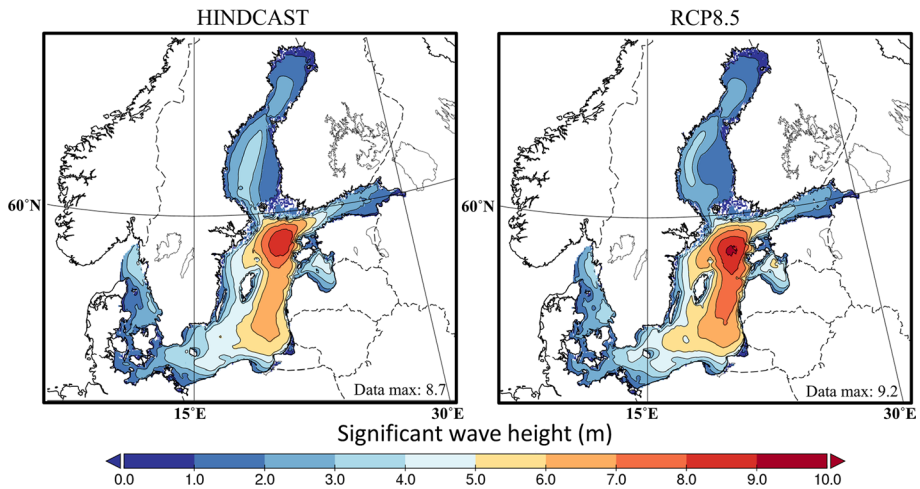 HINDCAST RCP8.5
60°N 60°N
Data max: 8.7 Data max: 9.2
15°E 30°E 15°E 30°E
Significant wave height (m)
0.0 1.0 2.0 3.0 4.0 5.0 6.0 7.0 8.0 9.0 10.0